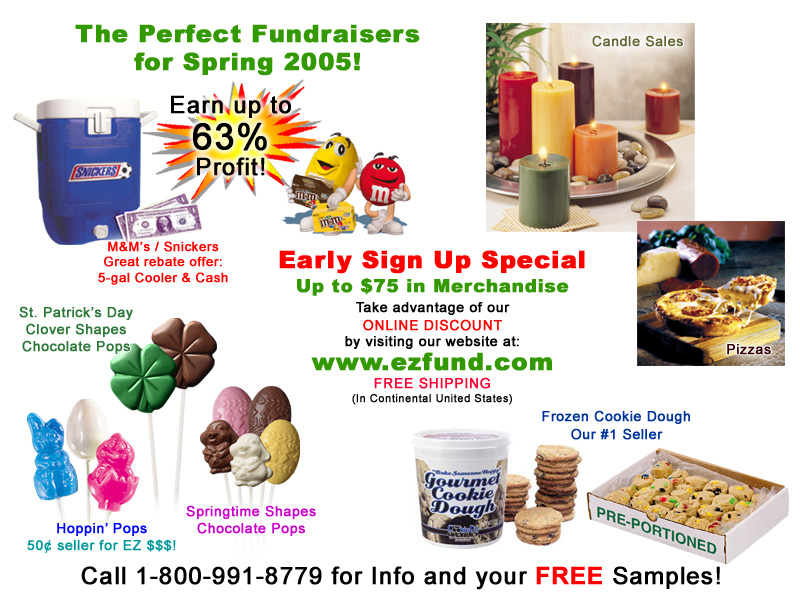 The Perfect Fundraisers
for Spring 2005!
Candle Sales
Earn up to
63%
Profit!
SNICKERS
m
m&m's
m&m's
M&M's / Snickers
Great rebate offer:
5-gal Cooler & Cash
Early Sign Up Special
Up to $75 in Merchandise
Take advantage of our
ONLINE DISCOUNT
by visiting our website at:
www.ezfund.com
FREE SHIPPING
(In Continental United States)
Pizzas
St. Patrick's Day
Clover Shapes
Chocolate Pops
Frozen Cookie Dough
Our #1 Seller
"Bake Someone Happy"
Gourmet
Cookie
Dough
PRE-PORTIONED
Springtime Shapes
Chocolate Pops
Hoppin' Pops
50¢ seller for EZ $$$!
Call 1-800-991-8779 for Info and your FREE Samples!